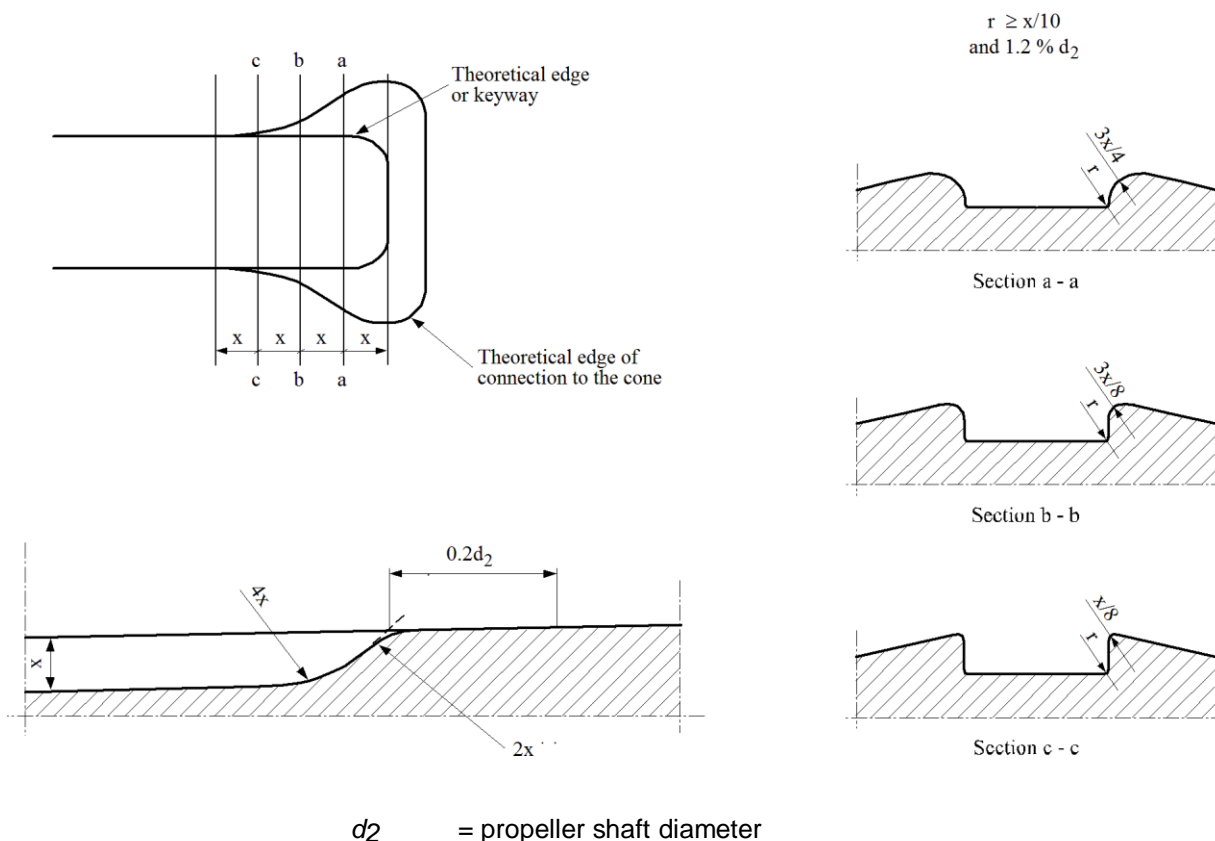 c b a
Theoretical edge
or keyway
x x x x
c b a
Theoretical edge of
connection to the cone
r ≥ x/10
and 1.2 % d2
3x/4
r
Section a - a
3x/8
r
Section b - b
x/8
r
Section c - c
0.2d2
4x
x
2x
d2 = propeller shaft diameter